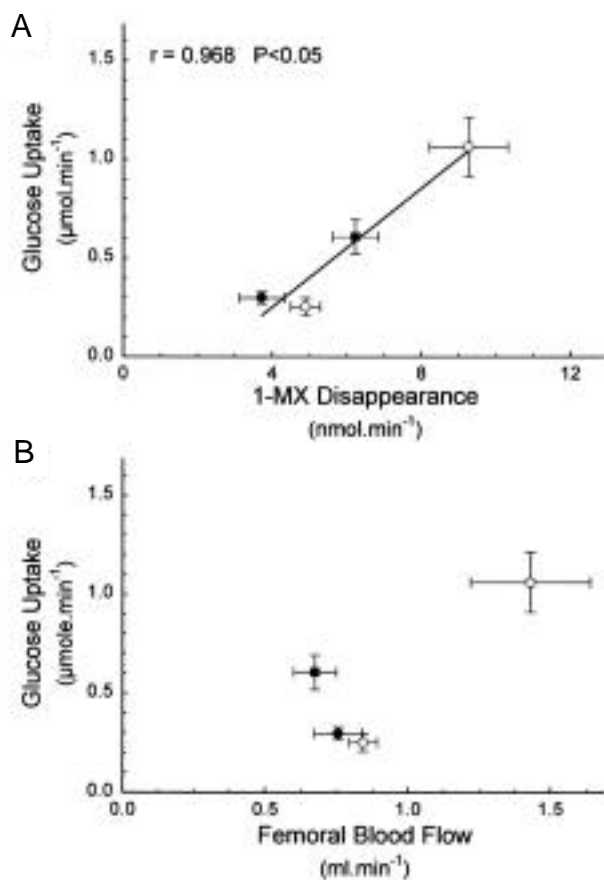 A
r = 0.968 P<0.05
Glucose Uptake
(μmol.min⁻¹)
1.5
1.0
0.5
0.0
0
4
8
12
1-MX Disappearance
(nmol.min⁻¹)
B
Glucose Uptake
(μmole.min⁻¹)
1.5
1.0
0.5
0.0
0.0
0.5
1.0
1.5
Femoral Blood Flow
(ml.min⁻¹)